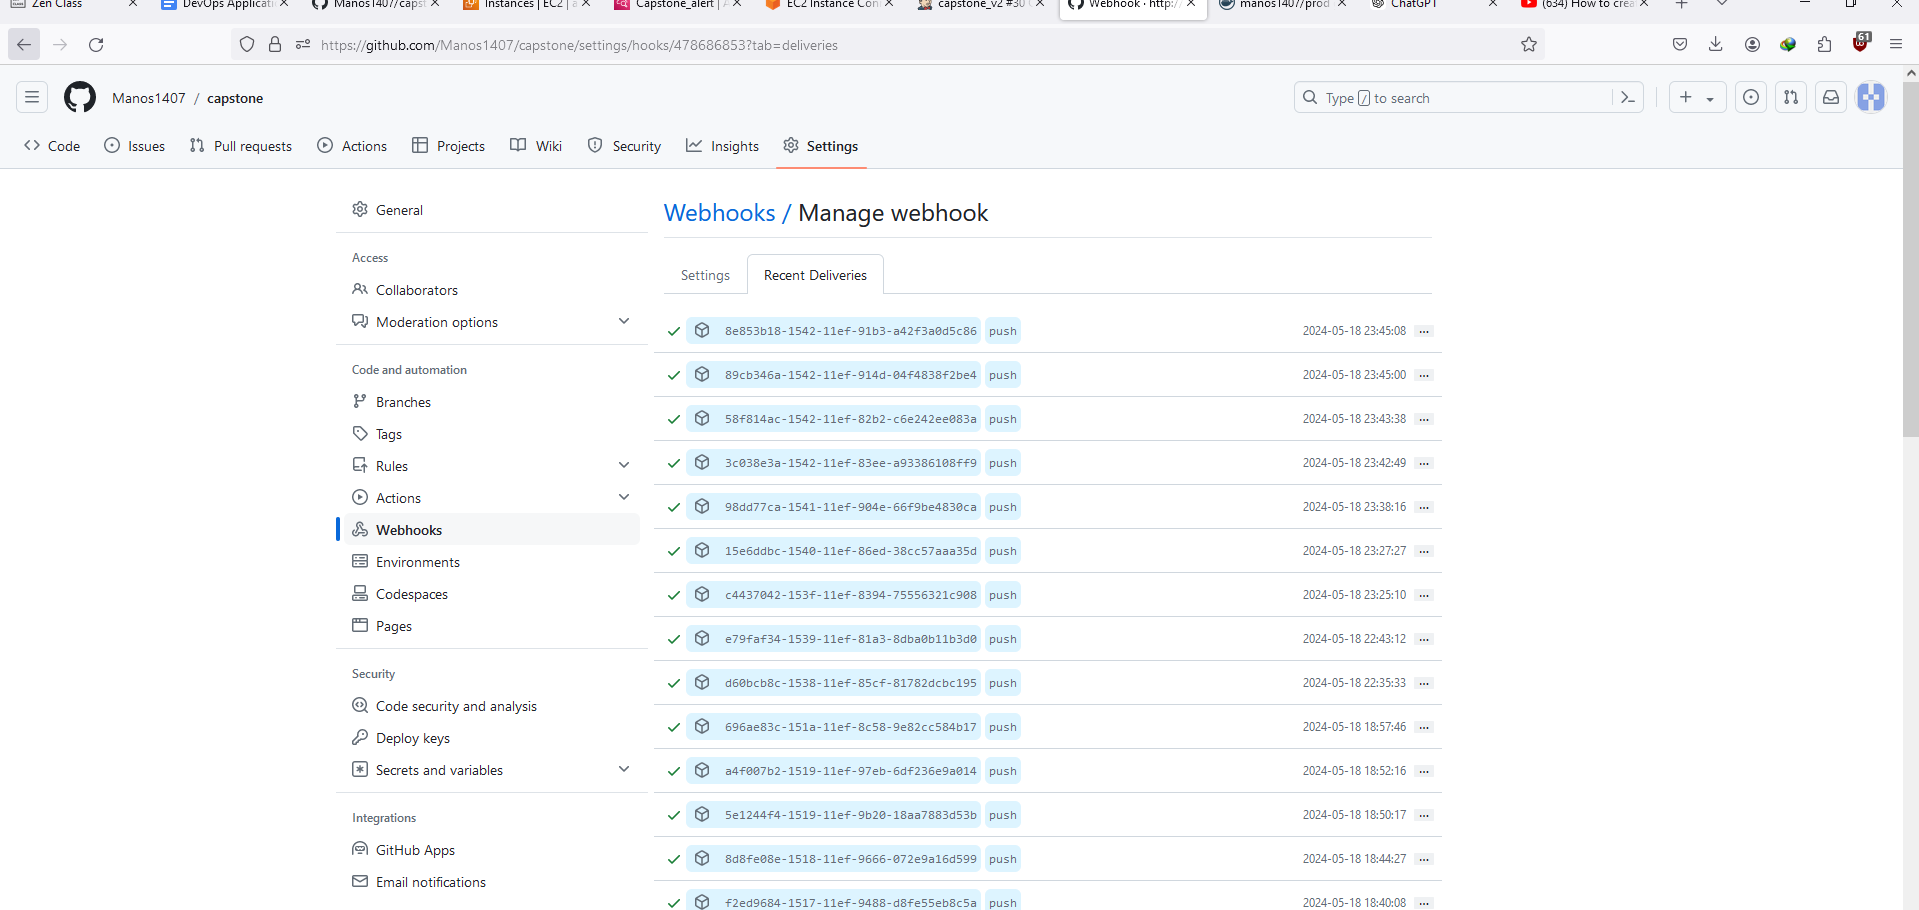 Zen Class
DevOps Applicati
Manos1407/capst
Instances | EC2 | a
Capstone_alert | A
EC2 Instance Con
capstone_v2 #30
Webhook · http:/
manos1407/prod
ChatGPT
(634) How to crea
https://github.com/Manos1407/capstone/settings/hooks/478686853?tab=deliveries
61
Manos1407 / capstone
Type / to search
Code
Issues
Pull requests
Actions
Projects
Wiki
Security
Insights
Settings
General
Access
Collaborators
Moderation options
Code and automation
Branches
Tags
Rules
Actions
Webhooks
Environments
Codespaces
Pages
Security
Code security and analysis
Deploy keys
Secrets and variables
Integrations
GitHub Apps
Email notifications
Webhooks / Manage webhook
Settings
Recent Deliveries
8e853b18-1542-11ef-91b3-a42f3a0d5c86 push 2024-05-18 23:45:08
89cb346a-1542-11ef-914d-04f4838f2be4 push 2024-05-18 23:45:00
58f814ac-1542-11ef-82b2-c6e242ee083a push 2024-05-18 23:43:38
3c038e3a-1542-11ef-83ee-a93386108ff9 push 2024-05-18 23:42:49
98dd77ca-1541-11ef-904e-66f9be4830ca push 2024-05-18 23:38:16
15e6ddbc-1540-11ef-86ed-38cc57aaa35d push 2024-05-18 23:27:27
c4437042-153f-11ef-8394-75556321c908 push 2024-05-18 23:25:10
e79faf34-1539-11ef-81a3-8dba0b11b3d0 push 2024-05-18 22:43:12
d60bcb8c-1538-11ef-85cf-81782dcbc195 push 2024-05-18 22:35:33
696ae83c-151a-11ef-8c58-9e82cc584b17 push 2024-05-18 18:57:46
a4f007b2-1519-11ef-97eb-6df236e9a014 push 2024-05-18 18:52:16
5e1244f4-1519-11ef-9b20-18aa7883d53b push 2024-05-18 18:50:17
8d8fe08e-1518-11ef-9666-072e9a16d599 push 2024-05-18 18:44:27
f2ed9684-1517-11ef-9488-d8fe55eb8c5a push 2024-05-18 18:40:08